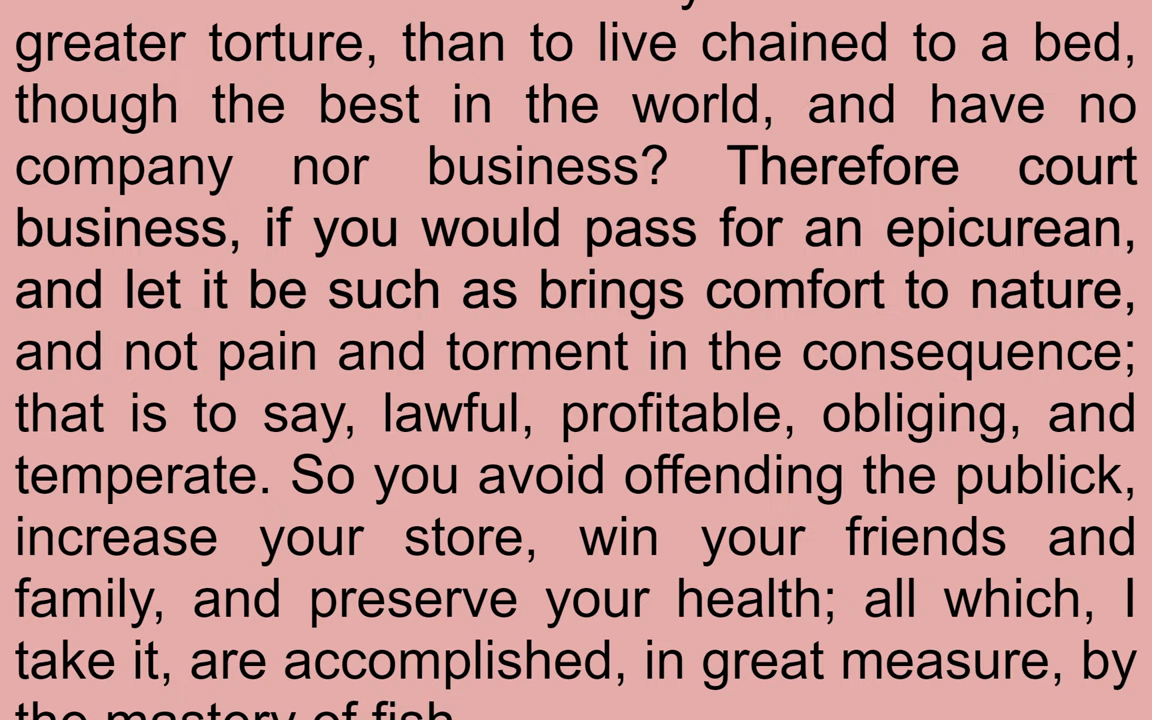 greater torture, than to live chained to a bed,
though the best in the world, and have no
company nor business? Therefore court
business, if you would pass for an epicurean,
and let it be such as brings comfort to nature,
and not pain and torment in the consequence;
that is to say, lawful, profitable, obliging, and
temperate. So you avoid offending the publick,
increase your store, win your friends and
family, and preserve your health; all which, I
take it, are accomplished, in great measure, by
the mastery of fish